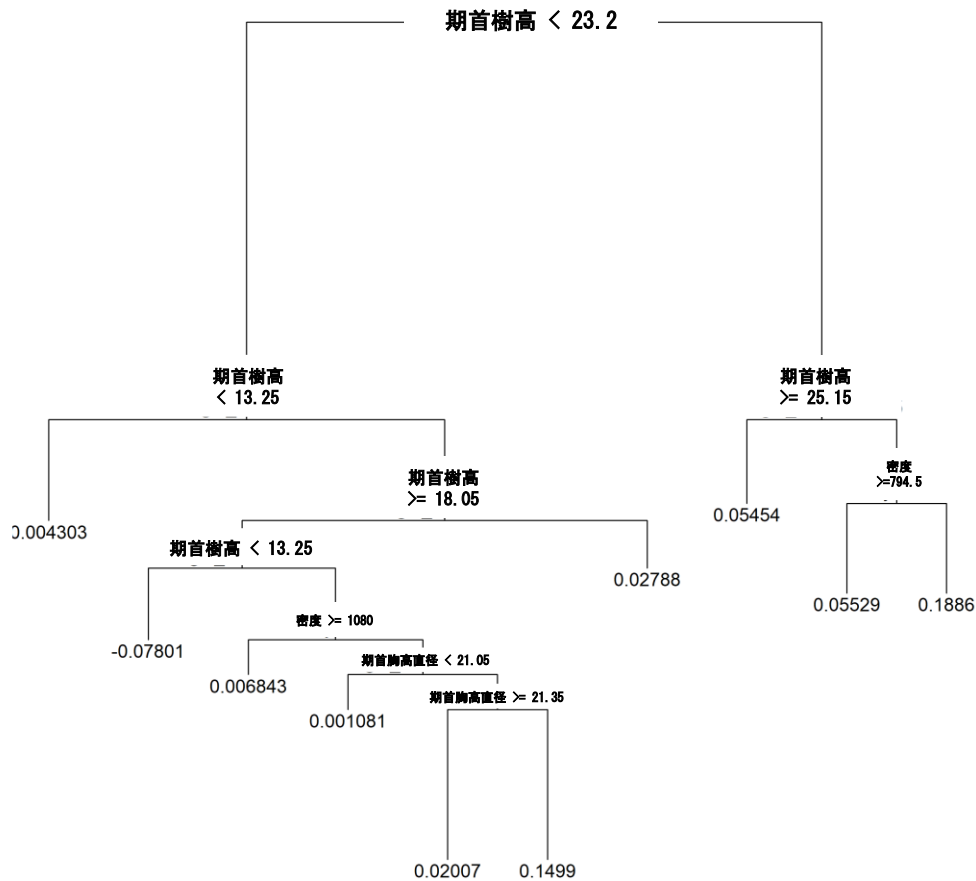 期首樹高 < 23.2
期首樹高
< 13.25
期首樹高
>= 25.15
密度
>=794.5
期首樹高
>= 18.05
0.05454
0.004303
期首樹高 < 13.25
0.02788
0.05529
0.1886
密度 >= 1080
-0.07801
期首胸高直径 < 21.05
0.006843
期首胸高直径 >= 21.35
0.001081
0.02007
0.1499